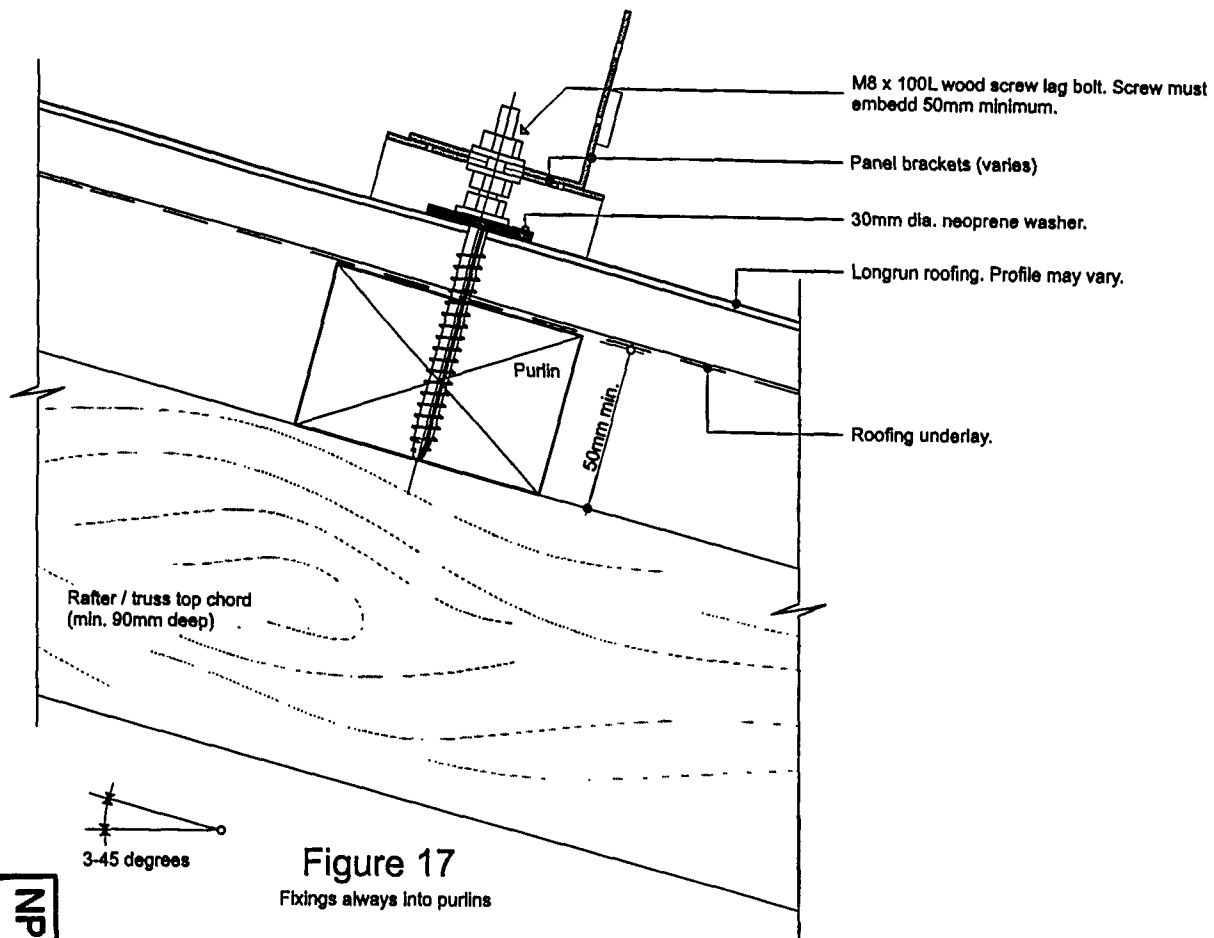 M8 x 100L wood screw lag bolt. Screw must
embedd 50mm minimum.
Panel brackets (varies)
30mm dia. neoprene washer.
Longrun roofing. Profile may vary.
Purlin
50mm min.
Roofing underlay.
Rafter / truss top chord
(min. 90mm deep)
3-45 degrees
Figure 17
Fixings always into purlins
NP